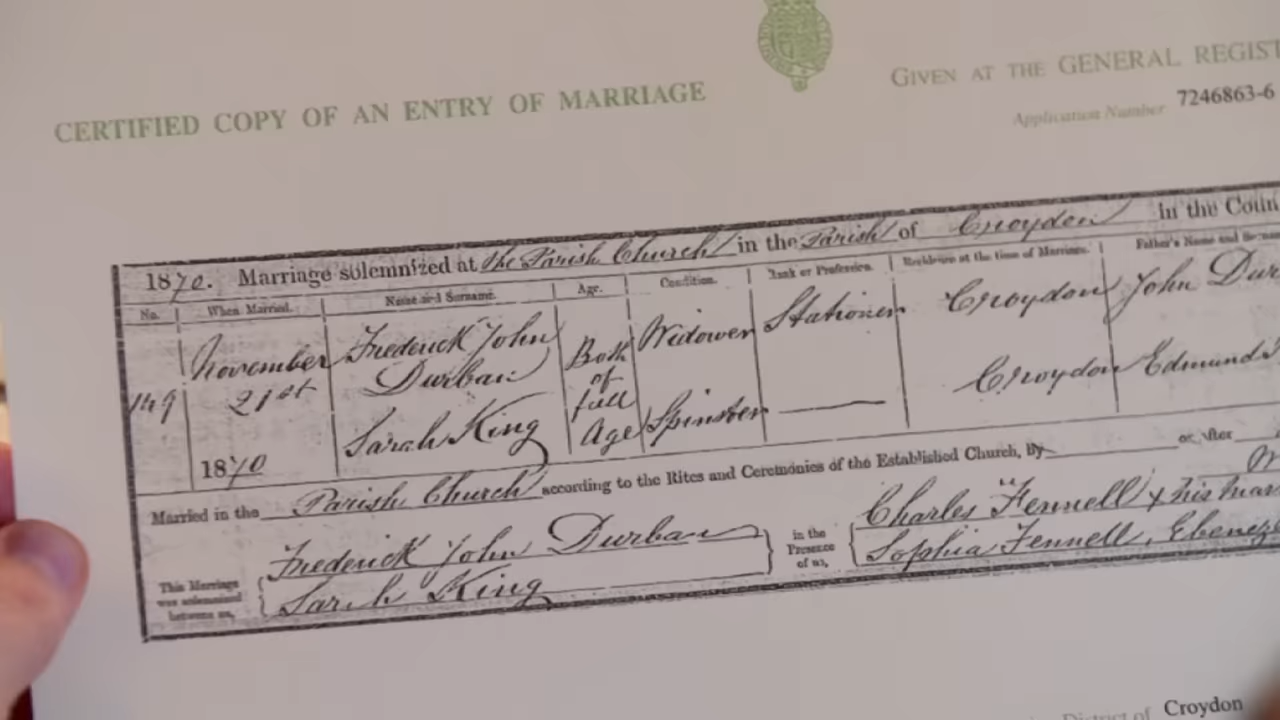 CERTIFIED COPY OF AN ENTRY OF MARRIAGE
GIVEN AT THE GENERAL REGIST
Application Number 7246863-6
1870. Marriage solemnized at the Parish Church in the Parish of Croydon in the Coun
No. When Married. Name and Surname. Age. Condition. Rank or Profession. Residence at the time of Marriage. Father's Name and
149 November 21st 1870
Frederick John Durban
Sarah King
Both of full Age
Widower
Spinster
Stationer
Croydon
Croydon
John Dur
Edmund
Married in the Parish Church according to the Rites and Ceremonies of the Established Church, by or after
This Marriage was solemnized between us,
Frederick John Durban
Sarah King
in the Presence of us,
Charles Fennell X his mar
Sophia Fennell, Ebenez
District of Croydon